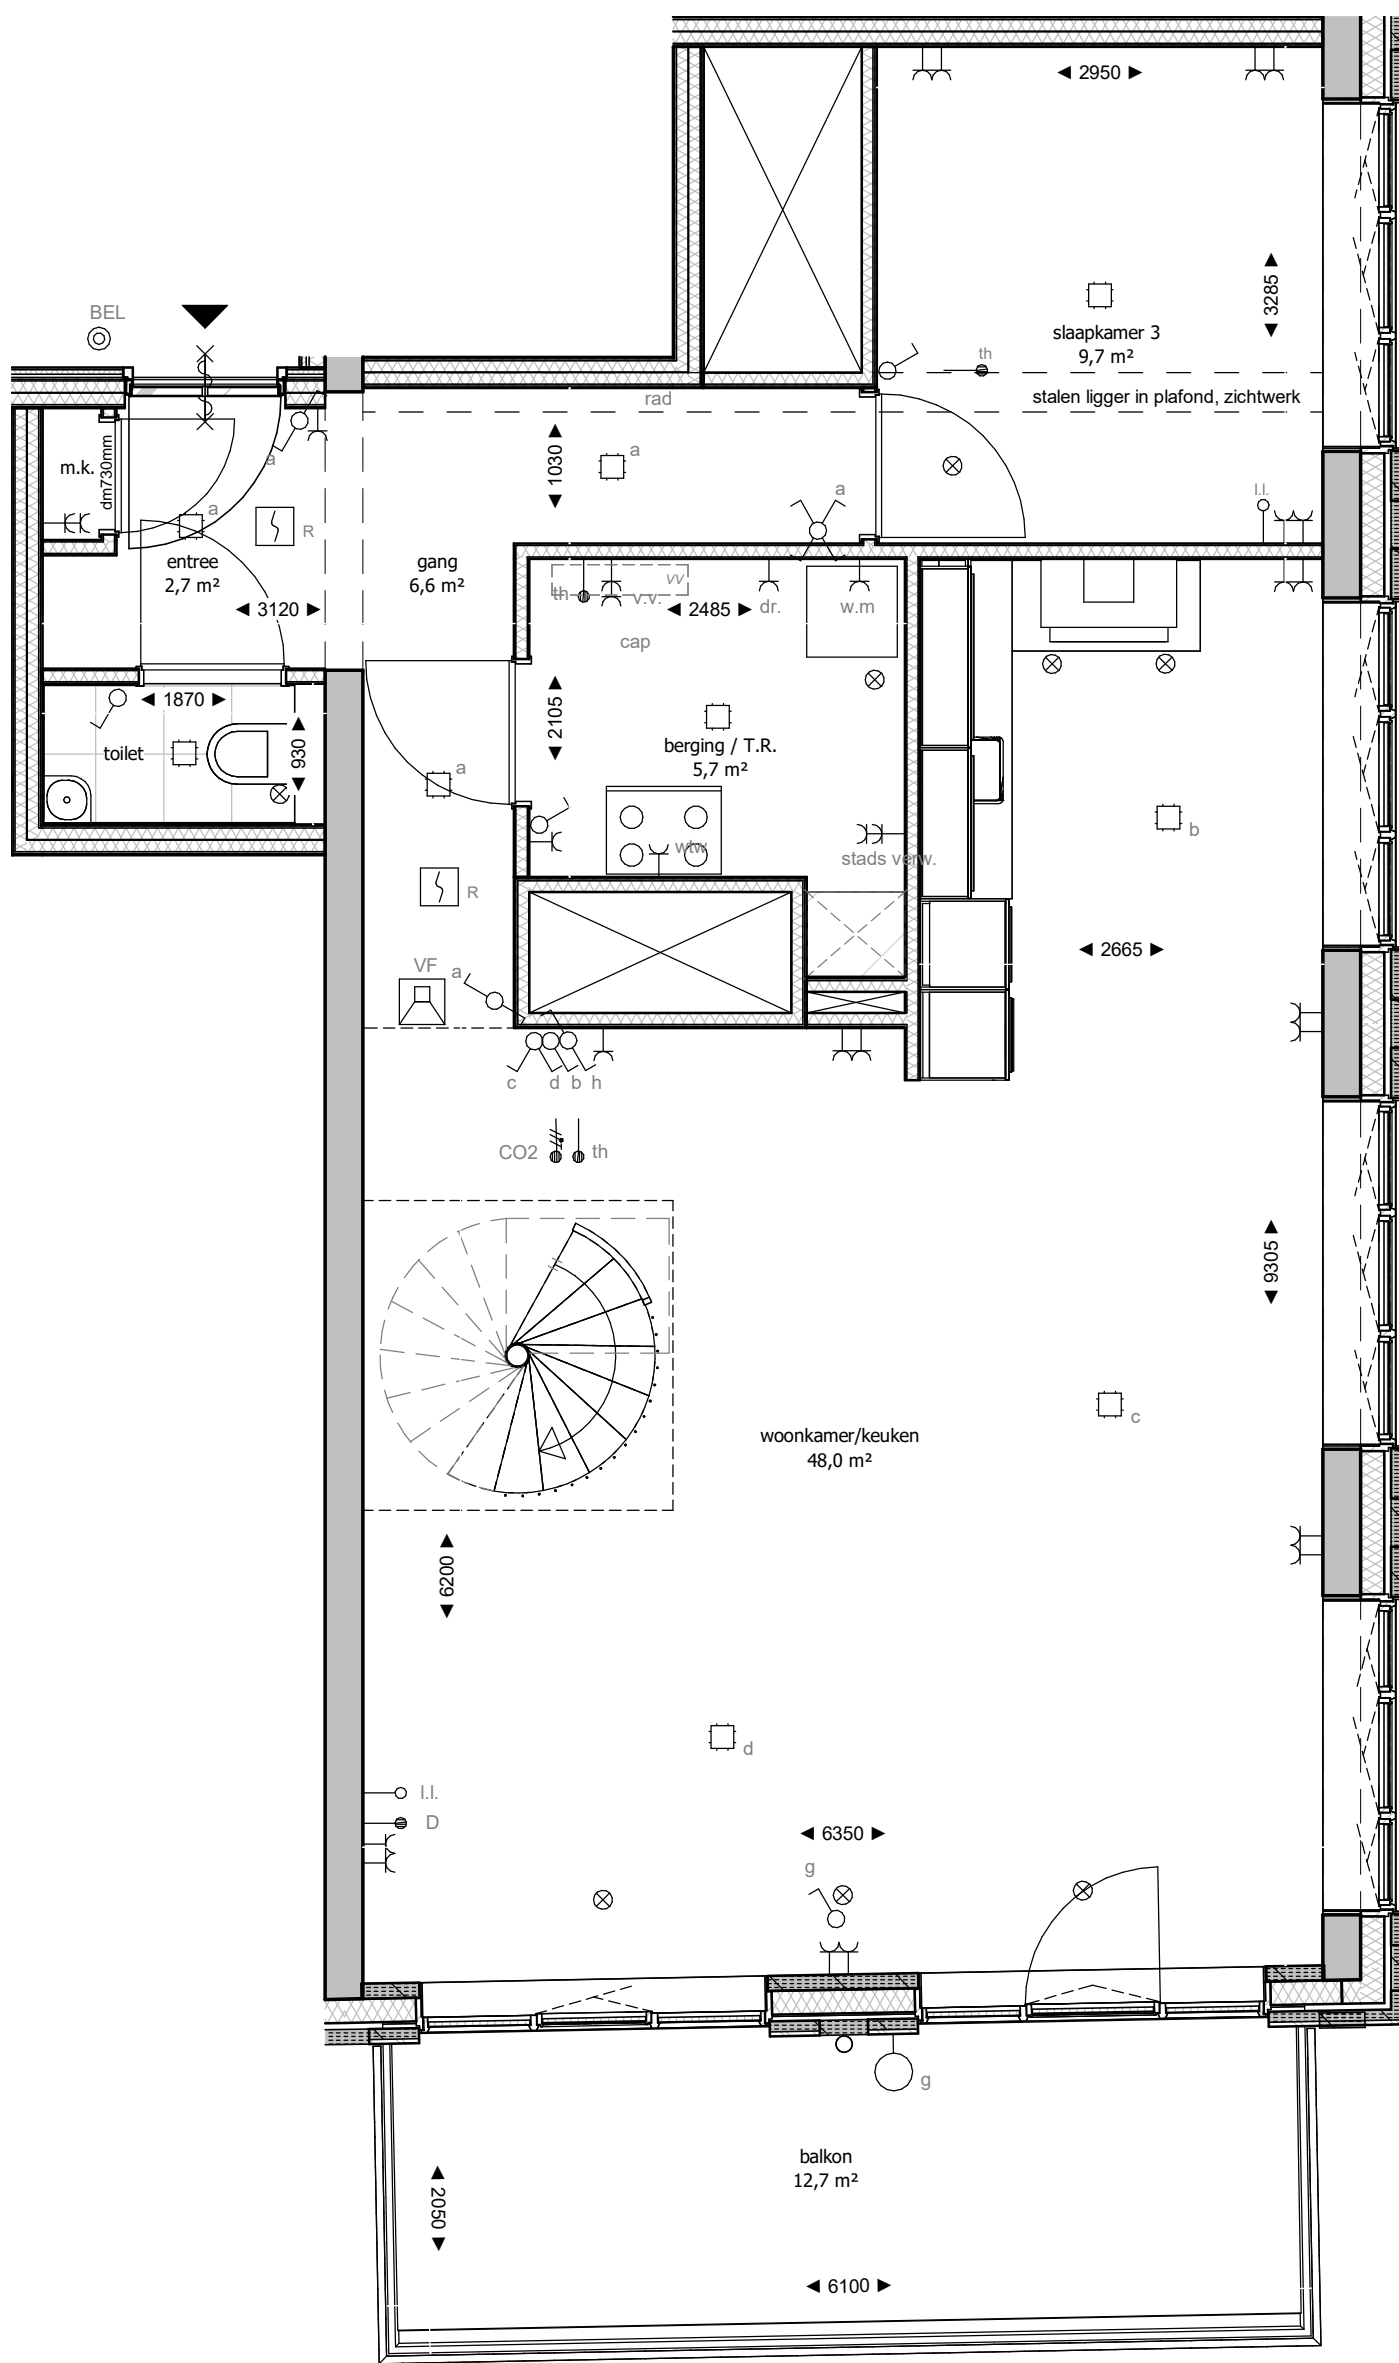 2950
BEL
3285
slaapkamer 3
9,7 m²
th
rad
stalen ligger in plafond, zichtwerk
m.k.
dm730mm
a
a
1030
a
a
l.l.
R
entree
2,7 m²
gang
6,6 m²
3120
th
vv
v.v.
2485
dr.
w.m
cap
1870
toilet
930
2105
berging / T.R.
5,7 m²
a
b
wtw
stads verw.
R
2665
VF
a
c
d
b
h
CO2
th
9305
c
woonkamer/keuken
48,0 m²
6200
d
l.l.
D
6350
g
g
balkon
12,7 m²
2050
6100